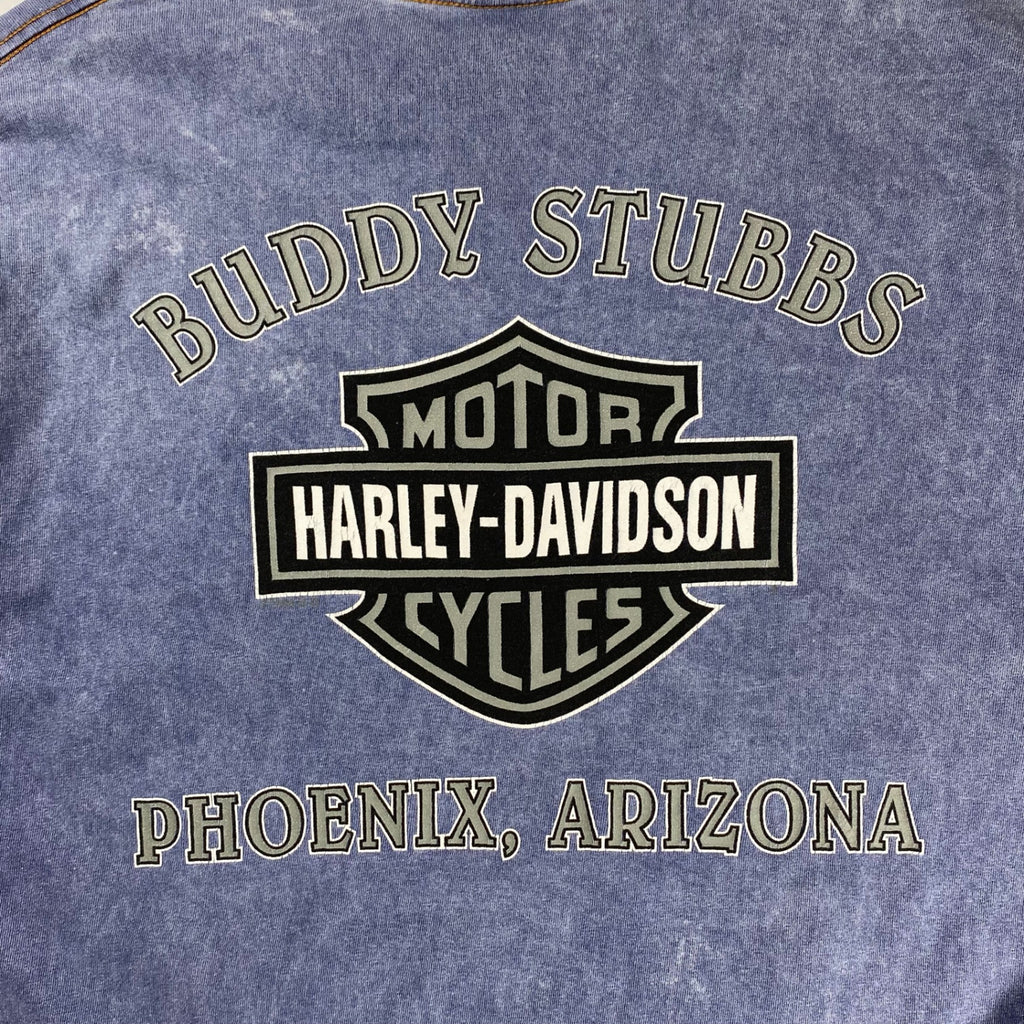 BUDDY STUBBS
MOTOR
HARLEY-DAVIDSON
CYCLES
PHOENIX, ARIZONA